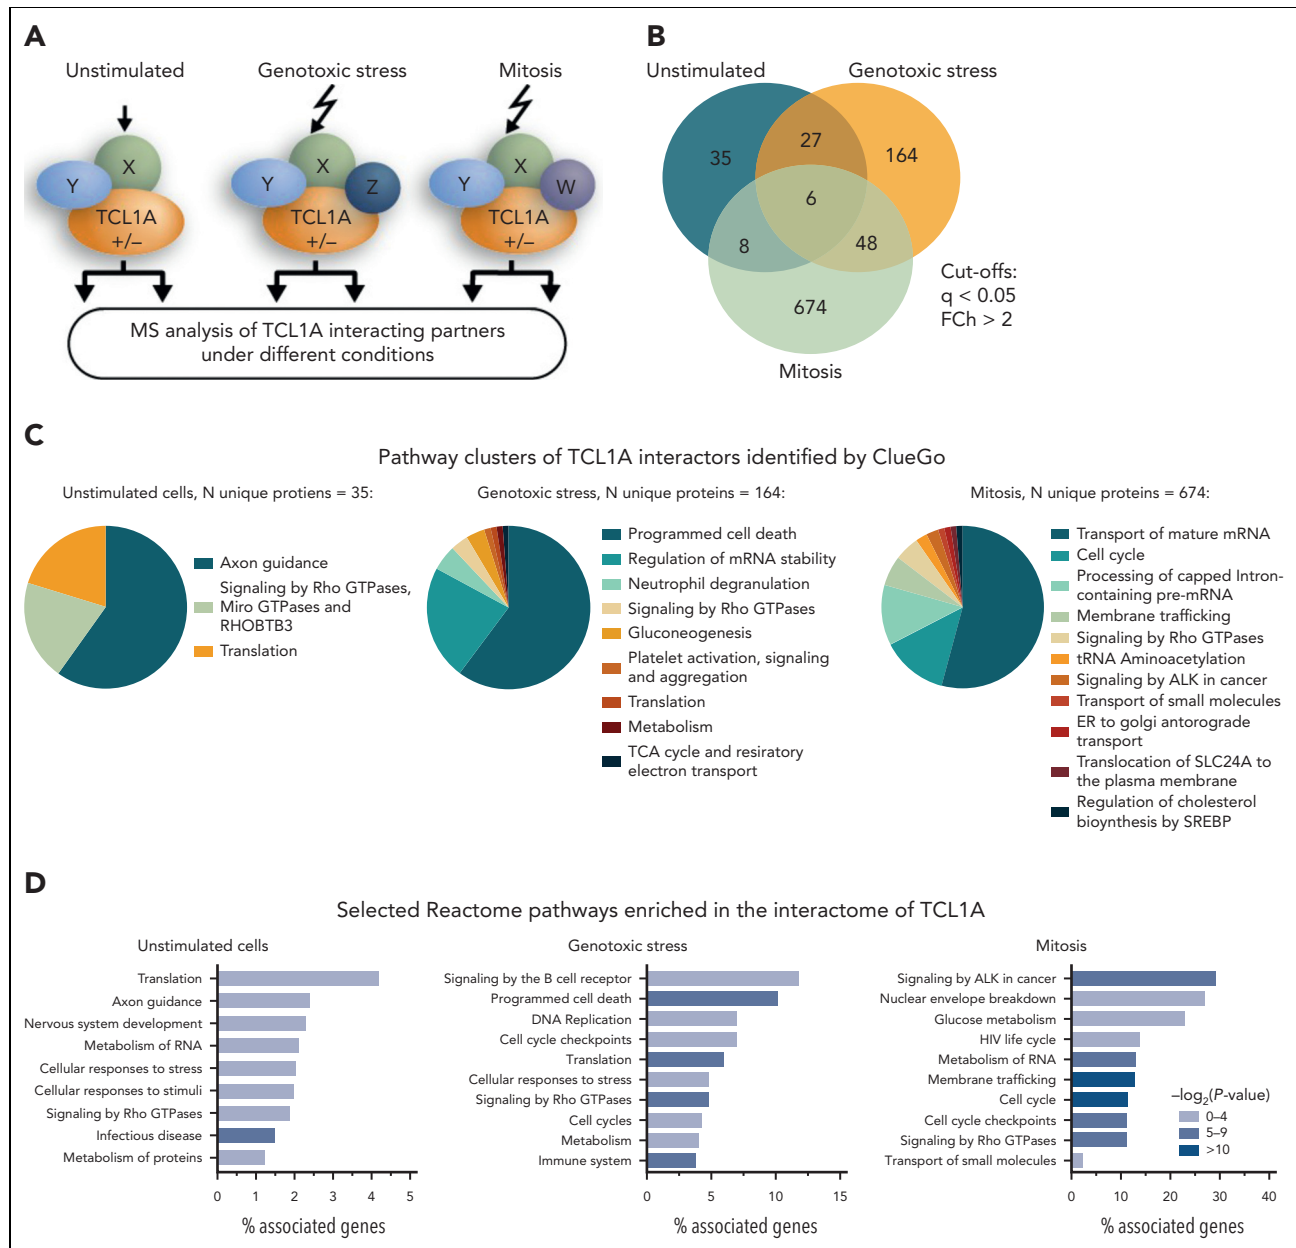 A
Unstimulated
Genotoxic stress
Mitosis
X
Y
TCL1A
+/–
X
Y
Z
TCL1A
+/–
X
Y
W
TCL1A
+/–
MS analysis of TCL1A interacting partners
under different conditions
B
Unstimulated
Genotoxic stress
35
27
164
6
8
48
674
Mitosis
Cut-offs:
q < 0.05
FCh > 2
C
Pathway clusters of TCL1A interactors identified by ClueGo
Unstimulated cells, N unique protiens = 35:
Axon guidance
Signaling by Rho GTPases,
Miro GTPases and
RHOBTB3
Translation
Genotoxic stress, N unique proteins = 164:
Programmed cell death
Regulation of mRNA stability
Neutrophil degranulation
Signaling by Rho GTPases
Gluconeogenesis
Platelet activation, signaling
and aggregation
Translation
Metabolism
TCA cycle and resiratory
electron transport
Mitosis, N unique proteins = 674:
Transport of mature mRNA
Cell cycle
Processing of capped Intron-
containing pre-mRNA
Membrane trafficking
Signaling by Rho GTPases
tRNA Aminoacetylation
Signaling by ALK in cancer
Transport of small molecules
ER to golgi antorograde
transport
Translocation of SLC24A to
the plasma membrane
Regulation of cholesterol
bioynthesis by SREBP
D
Selected Reactome pathways enriched in the interactome of TCL1A
Unstimulated cells
Translation
Axon guidance
Nervous system development
Metabolism of RNA
Cellular responses to stress
Cellular responses to stimuli
Signaling by Rho GTPases
Infectious disease
Metabolism of proteins
0 1 2 3 4 5
% associated genes
Genotoxic stress
Signaling by the B cell receptor
Programmed cell death
DNA Replication
Cell cycle checkpoints
Translation
Cellular responses to stress
Signaling by Rho GTPases
Cell cycles
Metabolism
Immune system
0 5 10 15
% associated genes
Mitosis
Signaling by ALK in cancer
Nuclear envelope breakdown
Glucose metabolism
HIV life cycle
Metabolism of RNA
Membrane trafficking
Cell cycle
Cell cycle checkpoints
Signaling by Rho GTPases
Transport of small molecules
0 10 20 30 40
% associated genes
–log2(P-value)
0–4
5–9
>10